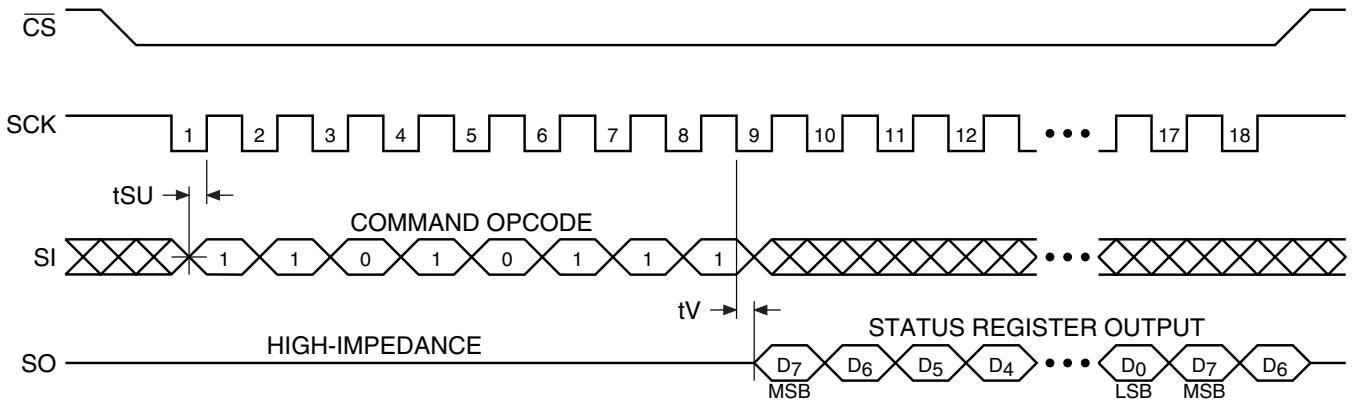 CS
SCK 1 2 3 4 5 6 7 8 9 10 11 12 ••• 17 18
tSU
COMMAND OPCODE
SI 1 1 0 1 0 1 1 1 •••
tV
HIGH-IMPEDANCE STATUS REGISTER OUTPUT
SO D7 D6 D5 D4 ••• D0 D7 D6
MSB LSB MSB